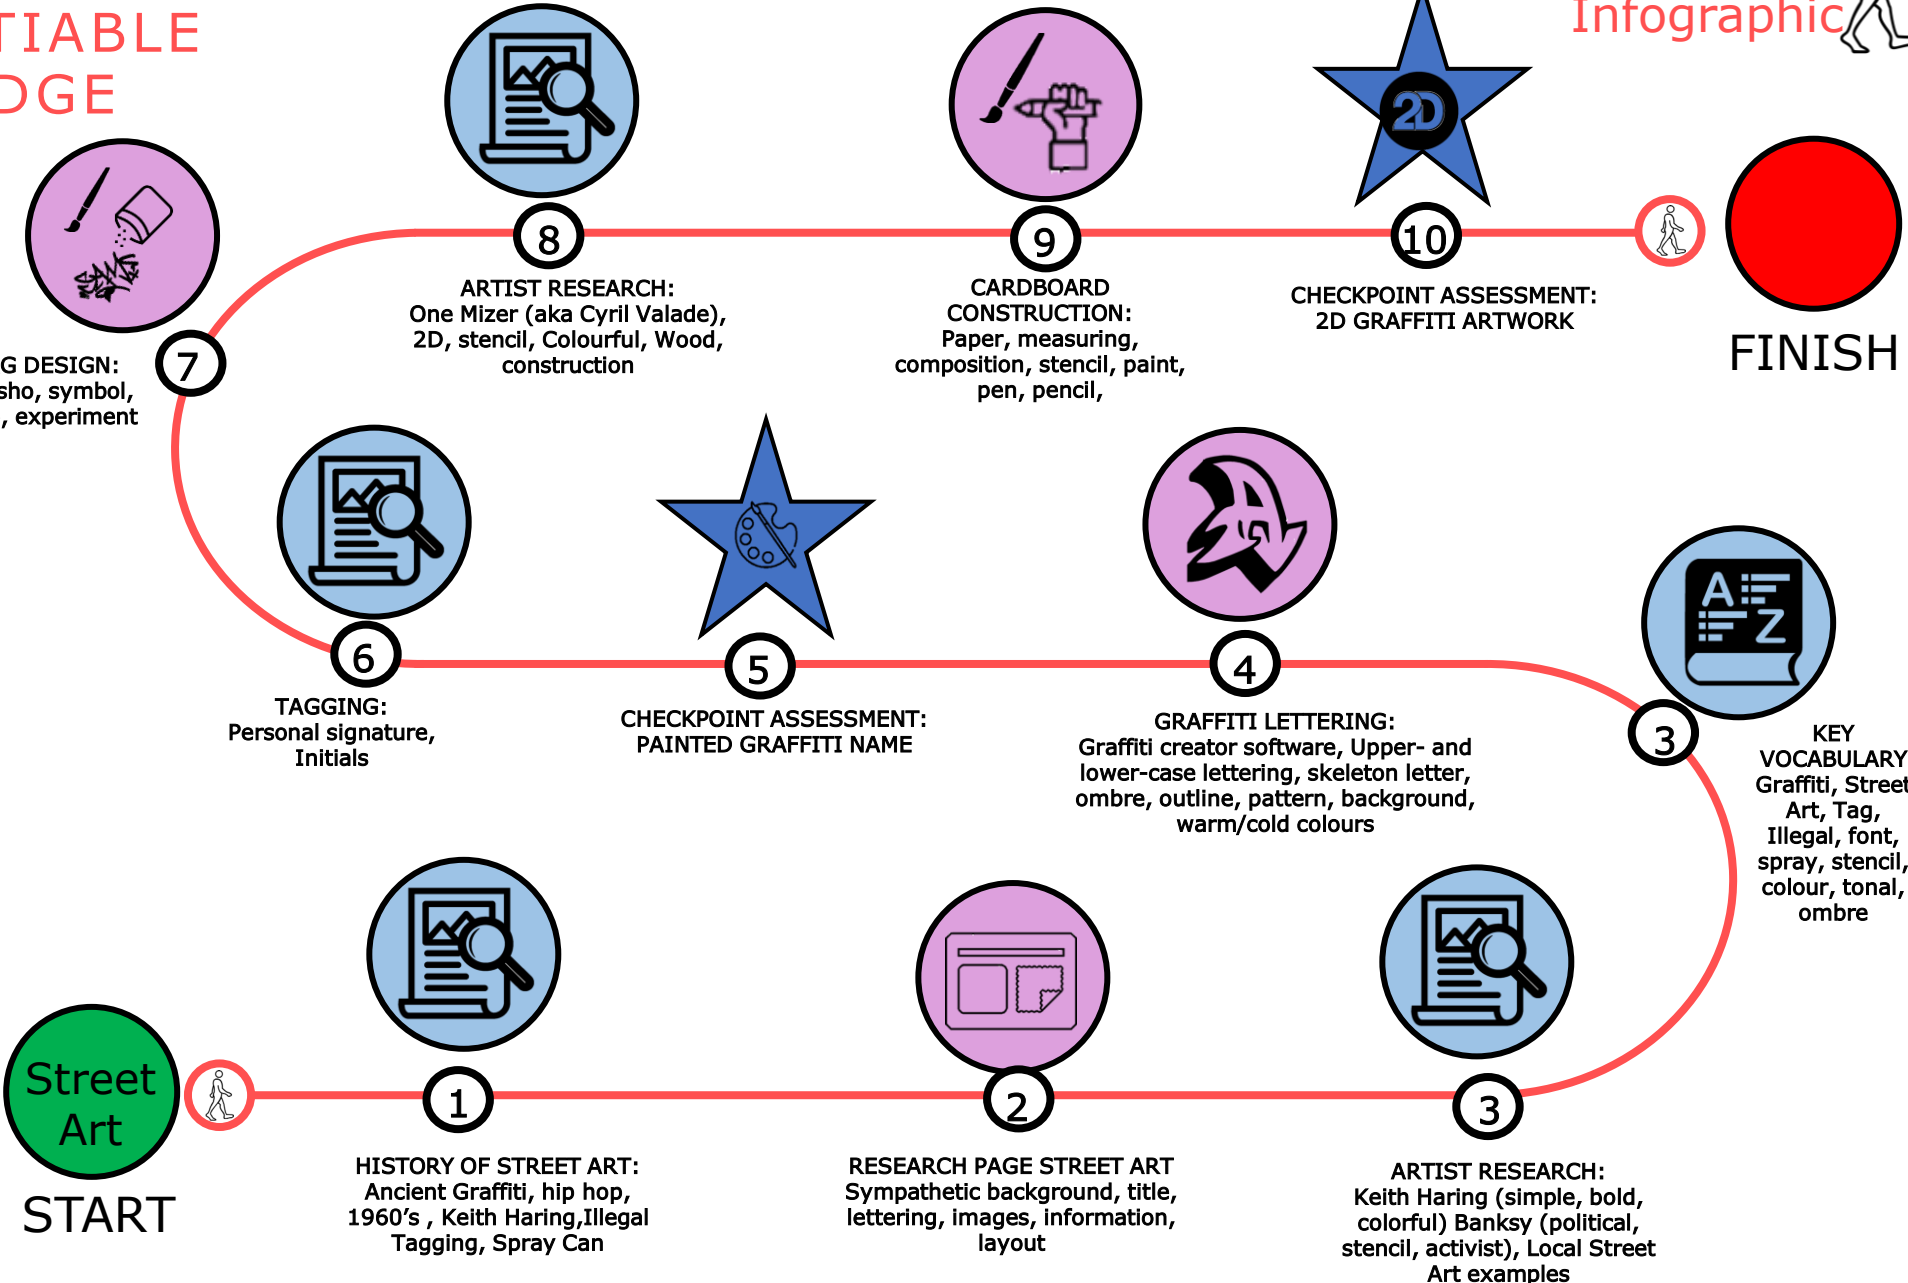 TIABLE
DGE
Infographic
2D
8
9
10
ARTIST RESEARCH:
One Mizer (aka Cyril Valade),
2D, stencil, Colourful, Wood,
construction
CARDBOARD
CONSTRUCTION:
Paper, measuring,
composition, stencil, paint,
pen, pencil,
CHECKPOINT ASSESSMENT:
2D GRAFFITI ARTWORK
FINISH
7
G DESIGN:
sho, symbol,
, experiment
6
TAGGING:
Personal signature,
Initials
5
CHECKPOINT ASSESSMENT:
PAINTED GRAFFITI NAME
4
GRAFFITI LETTERING:
Graffiti creator software, Upper- and
lower-case lettering, skeleton letter,
ombre, outline, pattern, background,
warm/cold colours
A
Z
3
KEY
VOCABULARY
Graffiti, Street
Art, Tag,
Illegal, font,
spray, stencil,
colour, tonal,
ombre
Street
Art
START
1
HISTORY OF STREET ART:
Ancient Graffiti, hip hop,
1960's , Keith Haring,Illegal
Tagging, Spray Can
2
RESEARCH PAGE STREET ART
Sympathetic background, title,
lettering, images, information,
layout
3
ARTIST RESEARCH:
Keith Haring (simple, bold,
colorful) Banksy (political,
stencil, activist), Local Street
Art examples